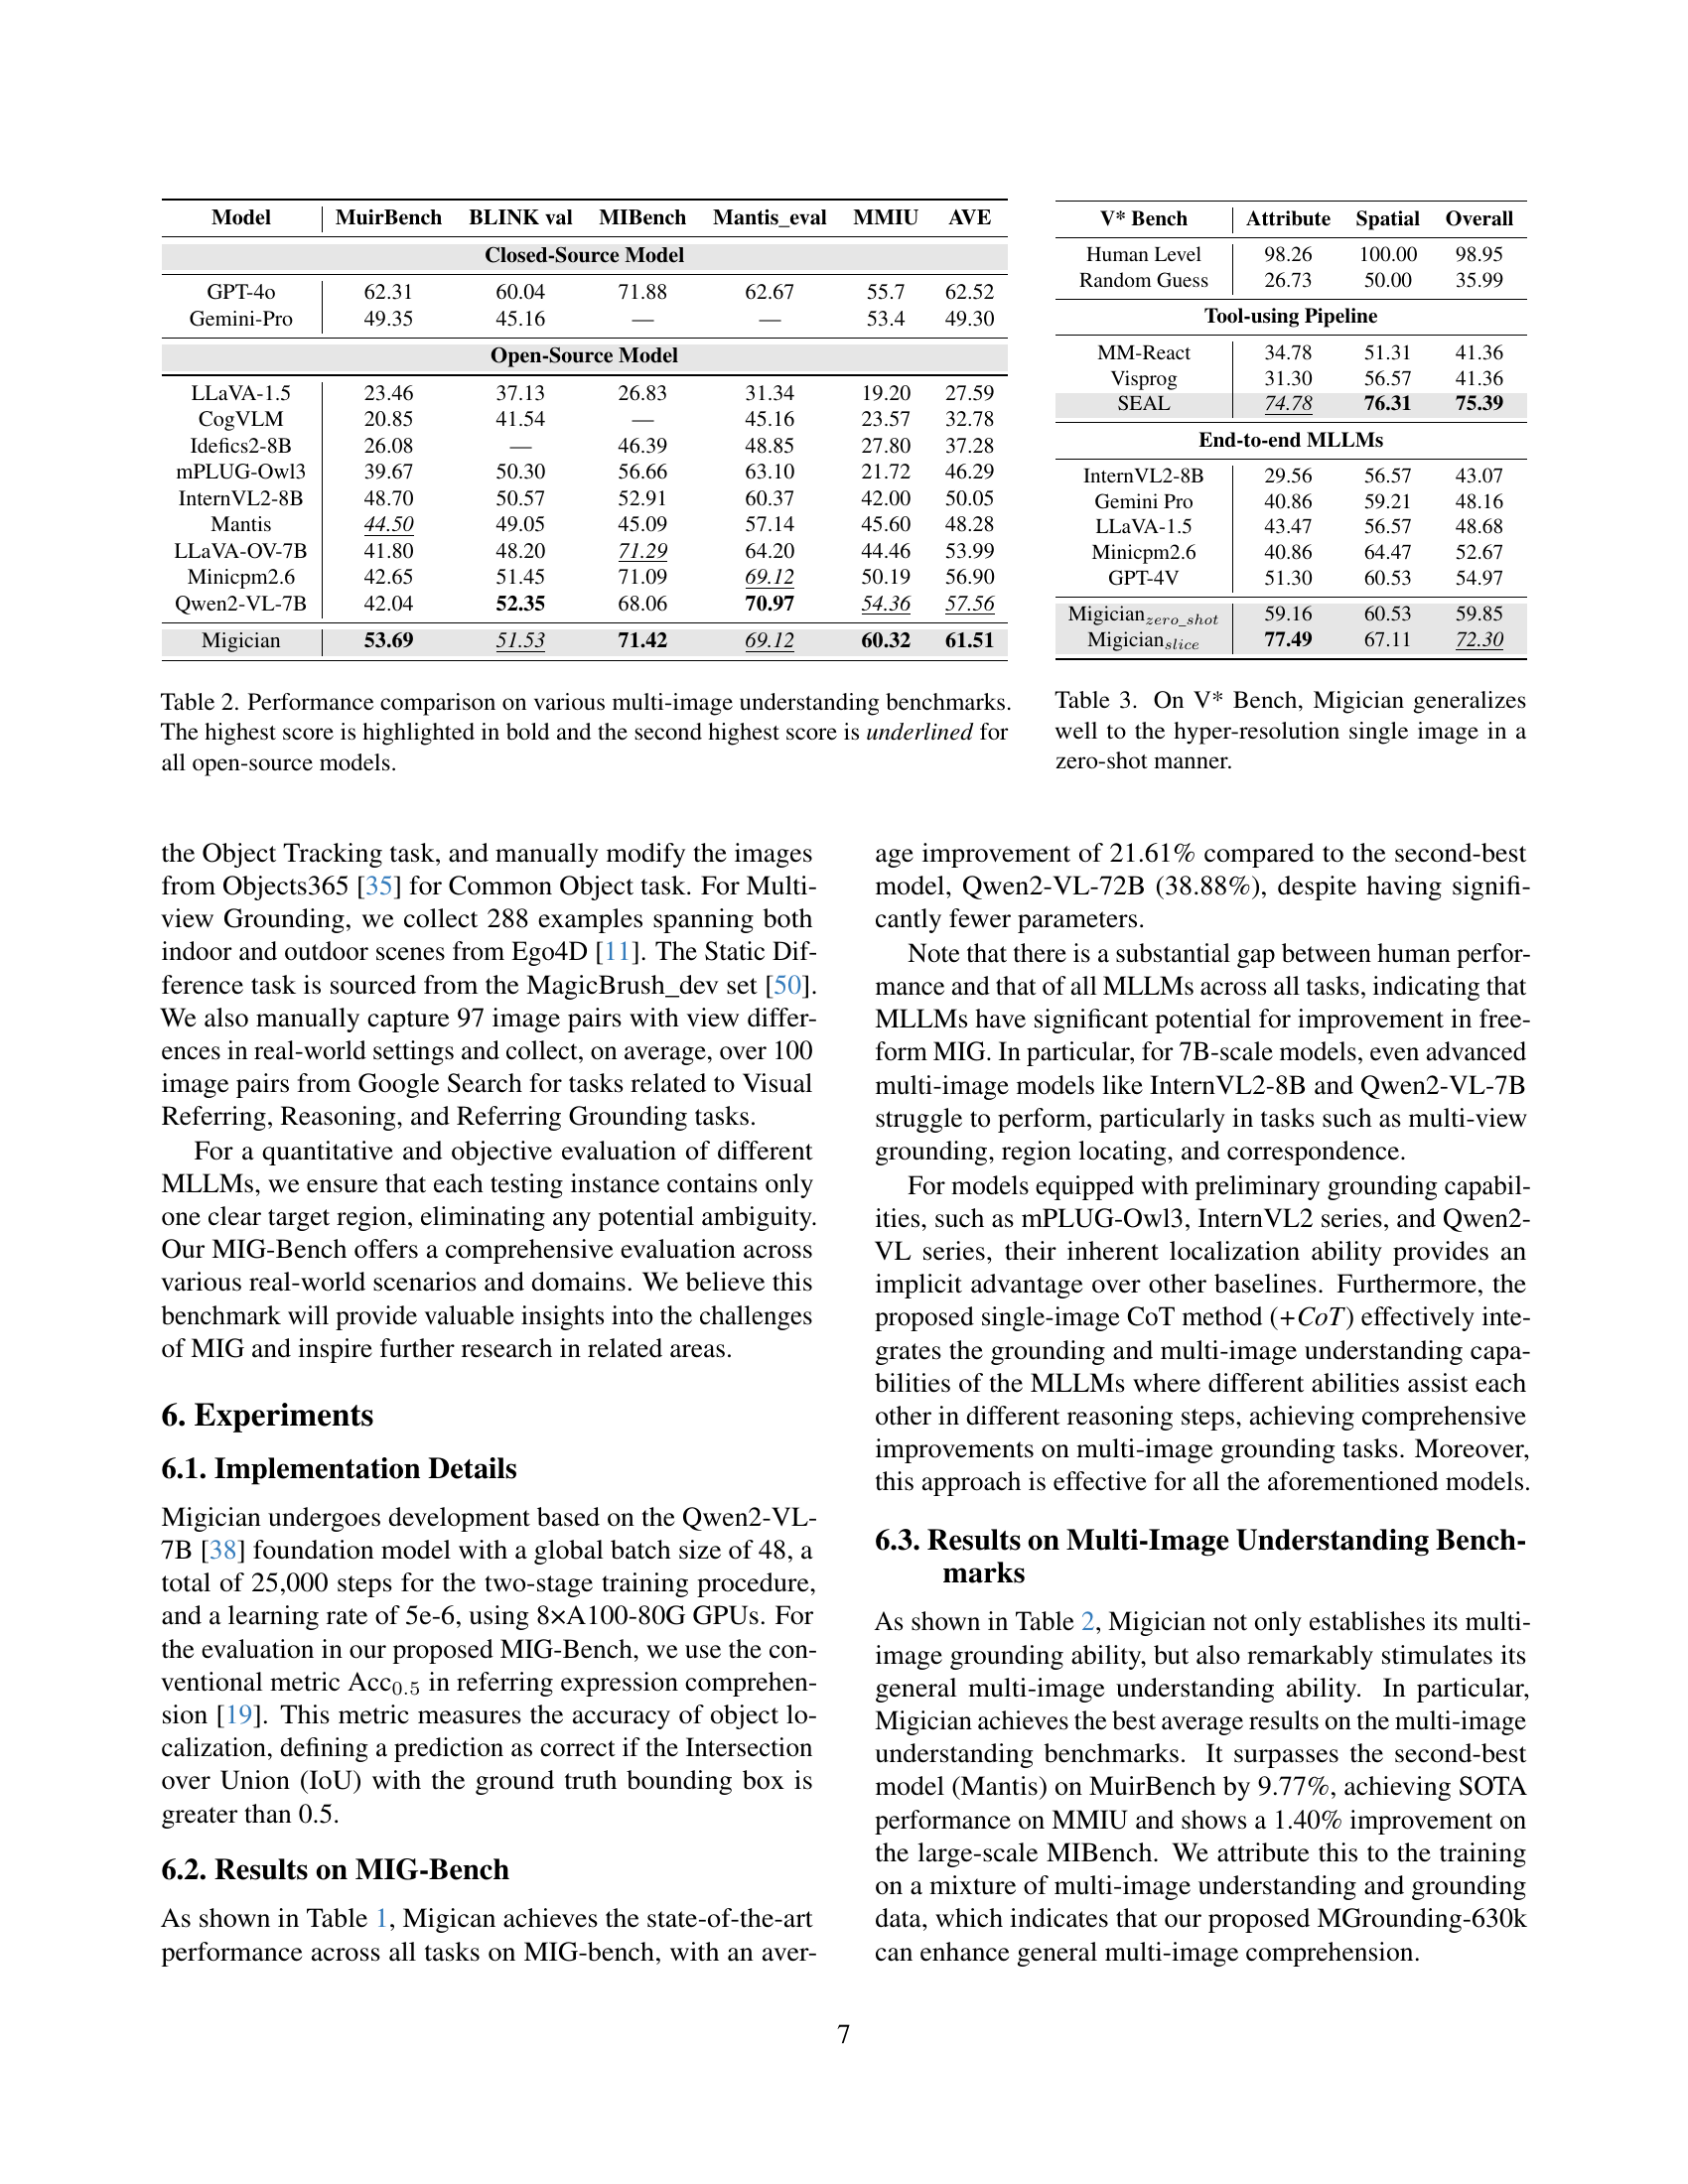 Model MuirBench BLINK val MIBench Mantis_eval MMIU AVE
Closed-Source Model
GPT-4o 62.31 60.04 71.88 62.67 55.7 62.52
Gemini-Pro 49.35 45.16 — — 53.4 49.30
Open-Source Model
LLaVA-1.5 23.46 37.13 26.83 31.34 19.20 27.59
CogVLM 20.85 41.54 — 45.16 23.57 32.78
Idefics2-8B 26.08 — 46.39 48.85 27.80 37.28
mPLUG-Owl3 39.67 50.30 56.66 63.10 21.72 46.29
InternVL2-8B 48.70 50.57 52.91 60.37 42.00 50.05
Mantis 44.50 49.05 45.09 57.14 45.60 48.28
LLaVA-OV-7B 41.80 48.20 71.29 64.20 44.46 53.99
Minicpm2.6 42.65 51.45 71.09 69.12 50.19 56.90
Qwen2-VL-7B 42.04 52.35 68.06 70.97 54.36 57.56
Migician 53.69 51.53 71.42 69.12 60.32 61.51
Table 2. Performance comparison on various multi-image understanding benchmarks.
The highest score is highlighted in bold and the second highest score is underlined for
all open-source models.
V* Bench Attribute Spatial Overall
Human Level 98.26 100.00 98.95
Random Guess 26.73 50.00 35.99
Tool-using Pipeline
MM-React 34.78 51.31 41.36
Visprog 31.30 56.57 41.36
SEAL 74.78 76.31 75.39
End-to-end MLLMs
InternVL2-8B 29.56 56.57 43.07
Gemini Pro 40.86 59.21 48.16
LLaVA-1.5 43.47 56.57 48.68
Minicpm2.6 40.86 64.47 52.67
GPT-4V 51.30 60.53 54.97
Migician zero_shot 59.16 60.53 59.85
Migician slice 77.49 67.11 72.30
Table 3. On V* Bench, Migician generalizes
well to the hyper-resolution single image in a
zero-shot manner.
the Object Tracking task, and manually modify the images
from Objects365 [35] for Common Object task. For Multi-
view Grounding, we collect 288 examples spanning both
indoor and outdoor scenes from Ego4D [11]. The Static Dif-
ference task is sourced from the MagicBrush_dev set [50].
We also manually capture 97 image pairs with view differ-
ences in real-world settings and collect, on average, over 100
image pairs from Google Search for tasks related to Visual
Referring, Reasoning, and Referring Grounding tasks.
For a quantitative and objective evaluation of different
MLLMs, we ensure that each testing instance contains only
one clear target region, eliminating any potential ambiguity.
Our MIG-Bench offers a comprehensive evaluation across
various real-world scenarios and domains. We believe this
benchmark will provide valuable insights into the challenges
of MIG and inspire further research in related areas.
6. Experiments
6.1. Implementation Details
Migician undergoes development based on the Qwen2-VL-
7B [38] foundation model with a global batch size of 48, a
total of 25,000 steps for the two-stage training procedure,
and a learning rate of 5e-6, using 8×A100-80G GPUs. For
the evaluation in our proposed MIG-Bench, we use the con-
ventional metric Acc0.5 in referring expression comprehen-
sion [19]. This metric measures the accuracy of object lo-
calization, defining a prediction as correct if the Intersection
over Union (IoU) with the ground truth bounding box is
greater than 0.5.
6.2. Results on MIG-Bench
As shown in Table 1, Migican achieves the state-of-the-art
performance across all tasks on MIG-bench, with an aver-
age improvement of 21.61% compared to the second-best
model, Qwen2-VL-72B (38.88%), despite having signifi-
cantly fewer parameters.
Note that there is a substantial gap between human perfor-
mance and that of all MLLMs across all tasks, indicating that
MLLMs have significant potential for improvement in free-
form MIG. In particular, for 7B-scale models, even advanced
multi-image models like InternVL2-8B and Qwen2-VL-7B
struggle to perform, particularly in tasks such as multi-view
grounding, region locating, and correspondence.
For models equipped with preliminary grounding capabil-
ities, such as mPLUG-Owl3, InternVL2 series, and Qwen2-
VL series, their inherent localization ability provides an
implicit advantage over other baselines. Furthermore, the
proposed single-image CoT method (+CoT) effectively inte-
grates the grounding and multi-image understanding capa-
bilities of the MLLMs where different abilities assist each
other in different reasoning steps, achieving comprehensive
improvements on multi-image grounding tasks. Moreover,
this approach is effective for all the aforementioned models.
6.3. Results on Multi-Image Understanding Bench-
marks
As shown in Table 2, Migician not only establishes its multi-
image grounding ability, but also remarkably stimulates its
general multi-image understanding ability. In particular,
Migician achieves the best average results on the multi-image
understanding benchmarks. It surpasses the second-best
model (Mantis) on MuirBench by 9.77%, achieving SOTA
performance on MMIU and shows a 1.40% improvement on
the large-scale MIBench. We attribute this to the training
on a mixture of multi-image understanding and grounding
data, which indicates that our proposed MGrounding-630k
can enhance general multi-image comprehension.
7